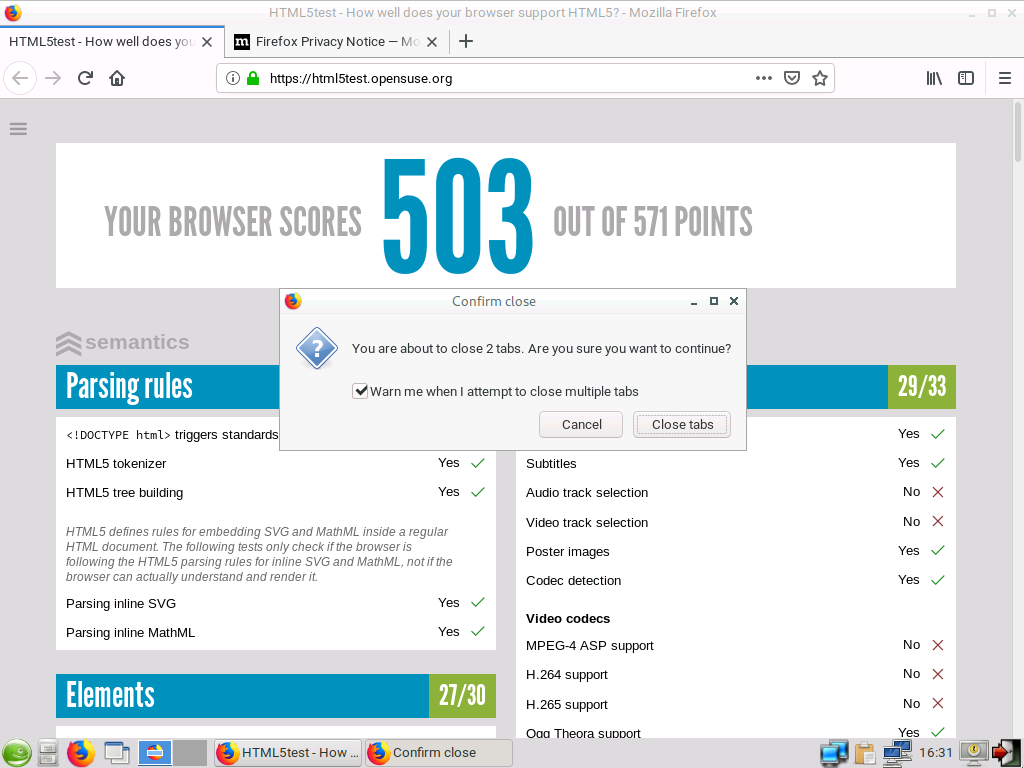 HTML5test - How well does your browser support HTML5? - Mozilla Firefox
HTML5test - How well does you
Firefox Privacy Notice — Mo
https://html5test.opensuse.org
YOUR BROWSER SCORES 503 OUT OF 571 POINTS
Confirm close
You are about to close 2 tabs. Are you sure you want to continue?
Warn me when I attempt to close multiple tabs
Cancel
Close tabs
semantics
Parsing rules
<!DOCTYPE html> triggers standards
HTML5 tokenizer Yes
HTML5 tree building Yes
HTML5 defines rules for embedding SVG and MathML inside a regular
HTML document. The following tests only check if the browser is
following the HTML5 parsing rules for inline SVG and MathML, not if the
browser can actually understand and render it.
Parsing inline SVG Yes
Parsing inline MathML Yes
Elements 27/30
29/33
Yes
Subtitles Yes
Audio track selection No
Video track selection No
Poster images Yes
Codec detection Yes
Video codecs
MPEG-4 ASP support No
H.264 support No
H.265 support No
Ogg Theora support Yes
HTML5test - How ...
Confirm close
16:31